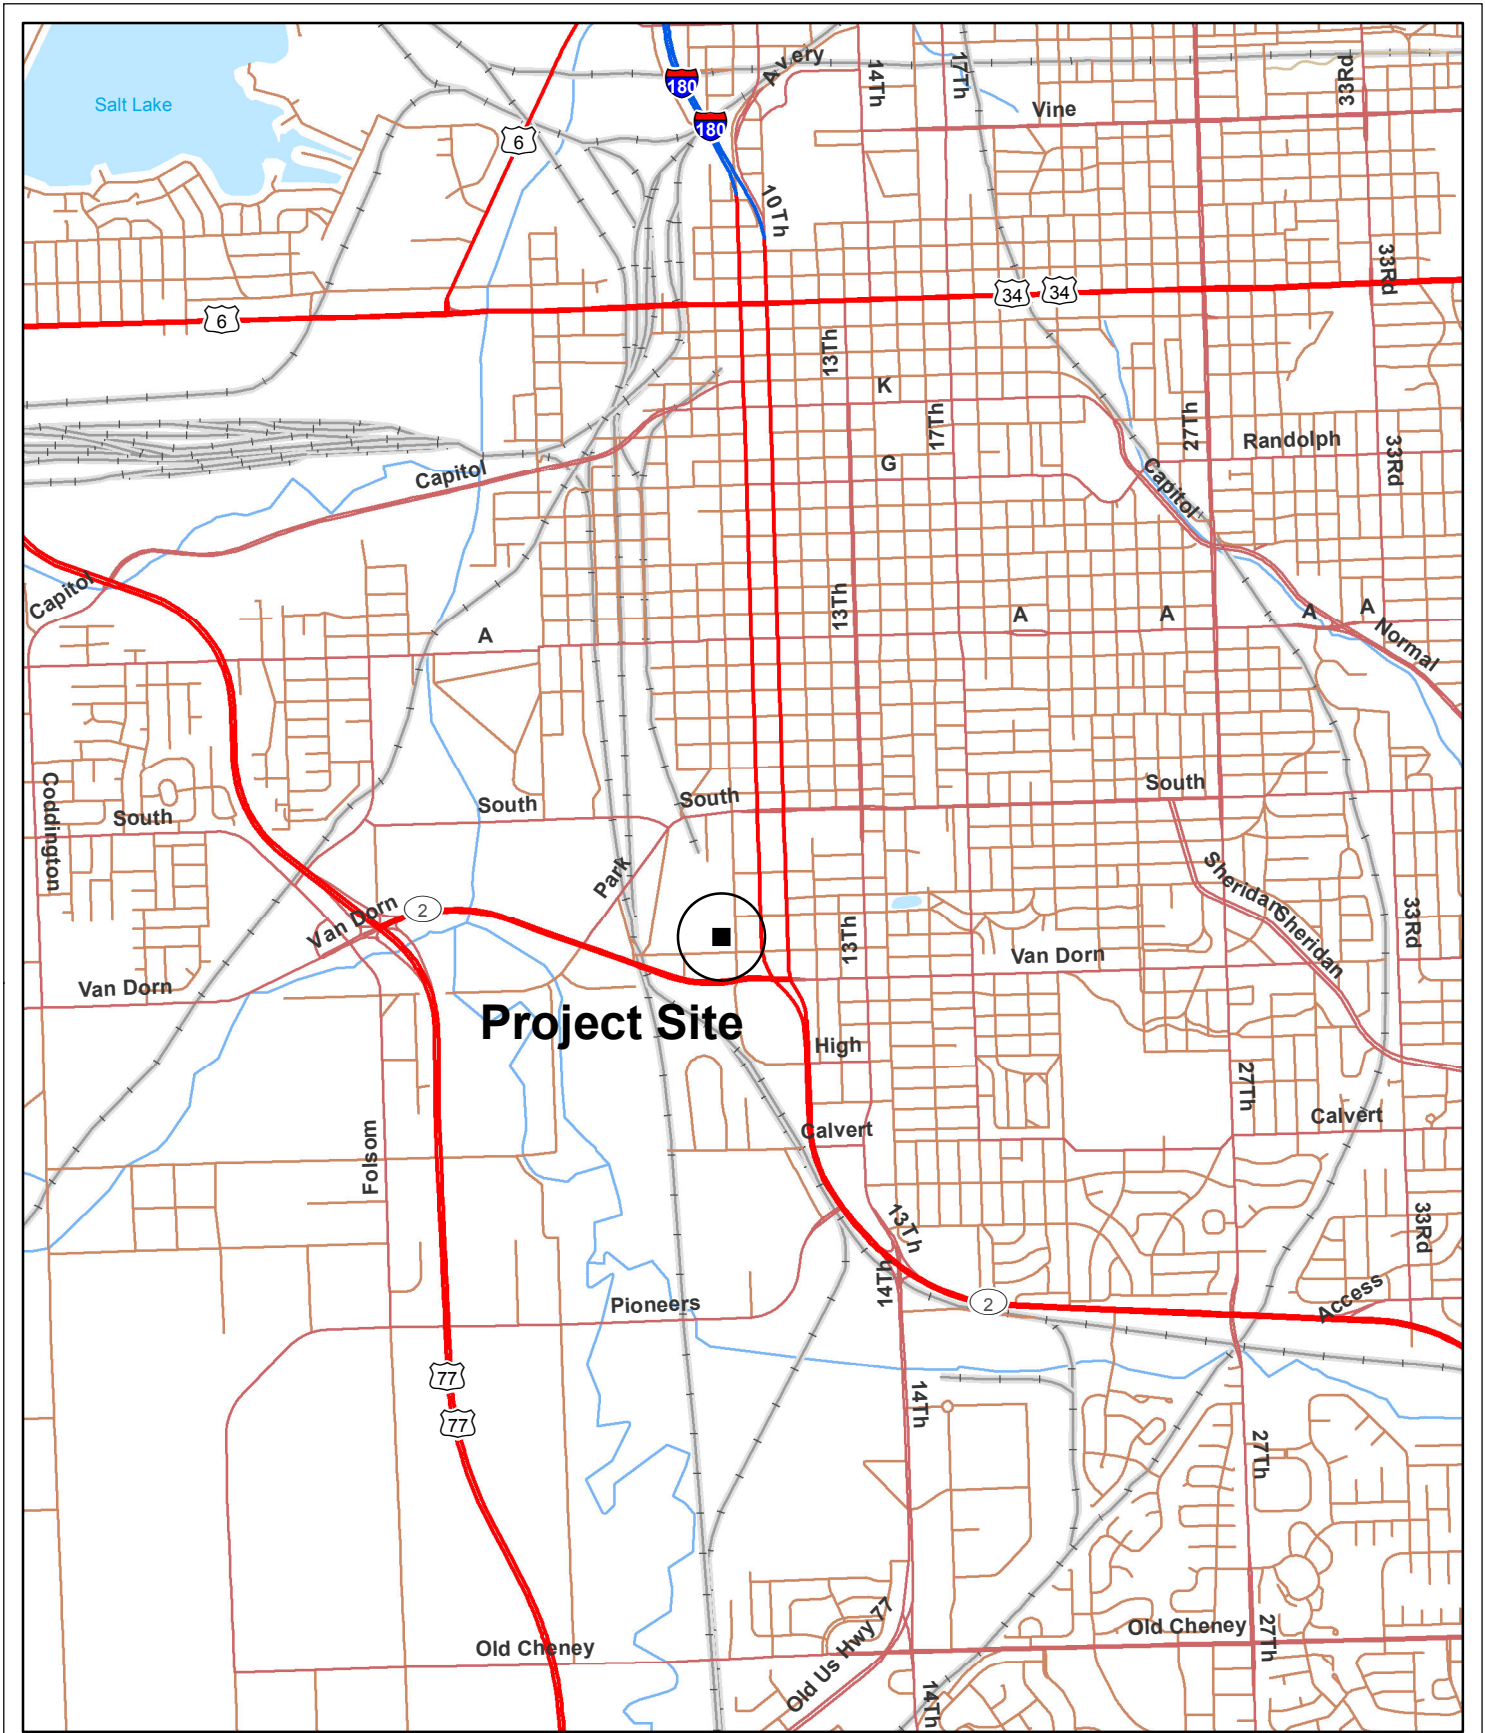 Avery
14Th
17Th
33Rd
180
Salt Lake
Vine
180
6
10Th
33Rd
34
34
6
13Th
K
17Th
27Th
Randolph
33Rd
G
Capitol
Capitol
Capitol
13Th
A
A
A
A
A
Normal
Coddington
South
South
South
South
Park
Sheridan
Sheridan
33Rd
Van Dorn
2
13Th
Van Dorn
Van Dorn
Project Site
High
27Th
Calvert
Calvert
Folsom
13Th
33Rd
14Th
Pioneers
2
Access
77
14Th
77
27Th
Old Us Hwy 77
Old Cheney
Old Cheney
27Th
14Th